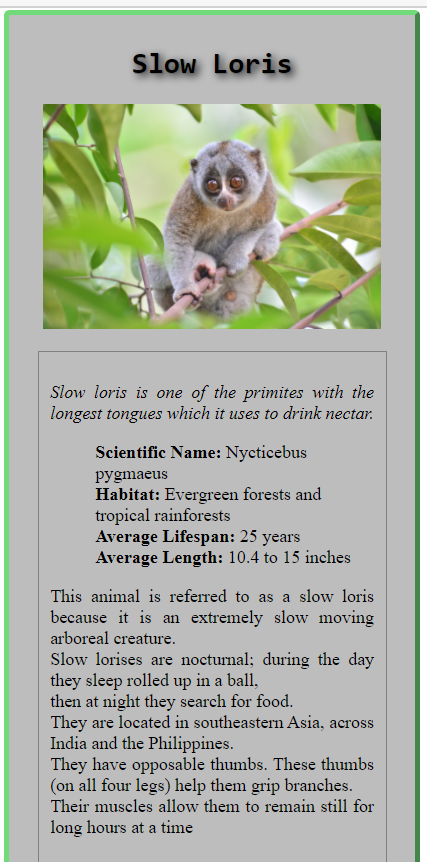 Slow Loris
Slow loris is one of the primites with the
longest tongues which it uses to drink nectar.
Scientific Name: Nycticebus
pygmaeus
Habitat: Evergreen forests and
tropical rainforests
Average Lifespan: 25 years
Average Length: 10.4 to 15 inches
This animal is referred to as a slow loris
because it is an extremely slow moving
arboreal creature.
Slow lorises are nocturnal; during the day
they sleep rolled up in a ball,
then at night they search for food.
They are located in southeastern Asia, across
India and the Philippines.
They have opposable thumbs. These thumbs
(on all four legs) help them grip branches.
Their muscles allow them to remain still for
long hours at a time